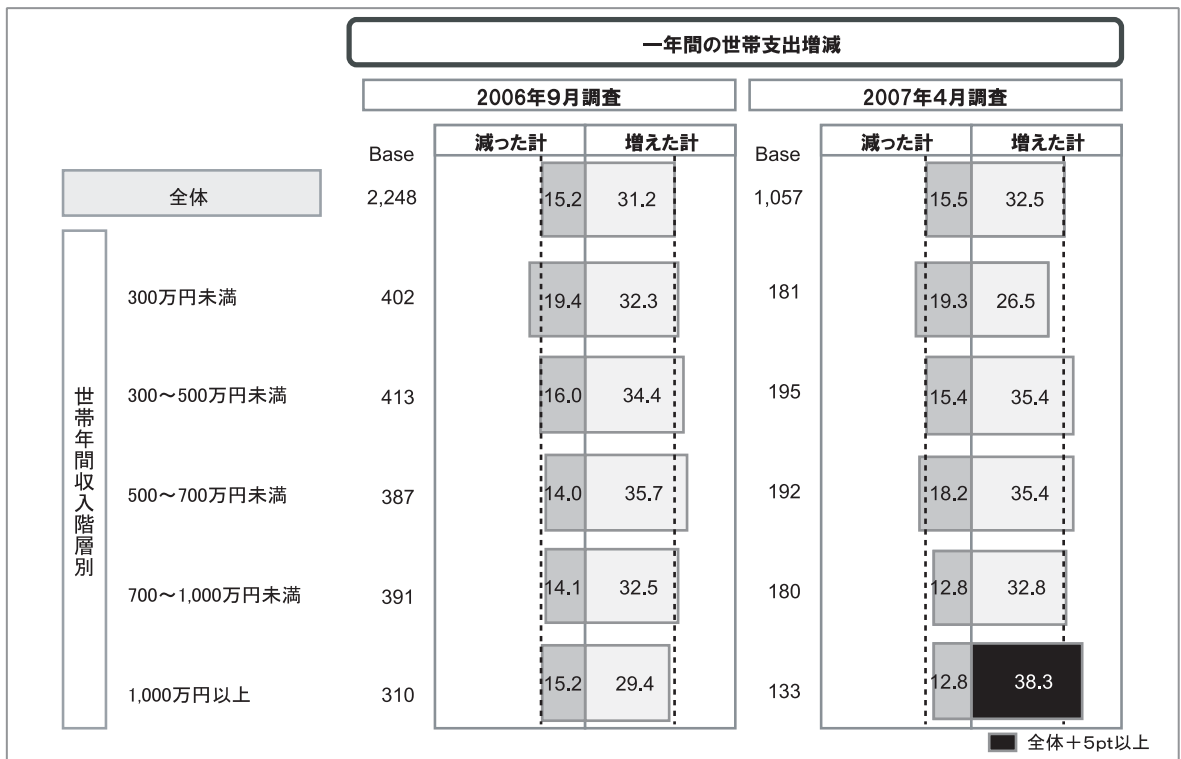 一年間の世帯支出増減
2006年9月調査
2007年4月調査
Base 減った計 増えた計 Base 減った計 増えた計
全体 2,248 15.2 31.2 1,057 15.5 32.5
世帯年間収入階層別
300万円未満 402 19.4 32.3 181 19.3 26.5
300～500万円未満 413 16.0 34.4 195 15.4 35.4
500～700万円未満 387 14.0 35.7 192 18.2 35.4
700～1,000万円未満 391 14.1 32.5 180 12.8 32.8
1,000万円以上 310 15.2 29.4 133 12.8 38.3
全体＋5pt以上